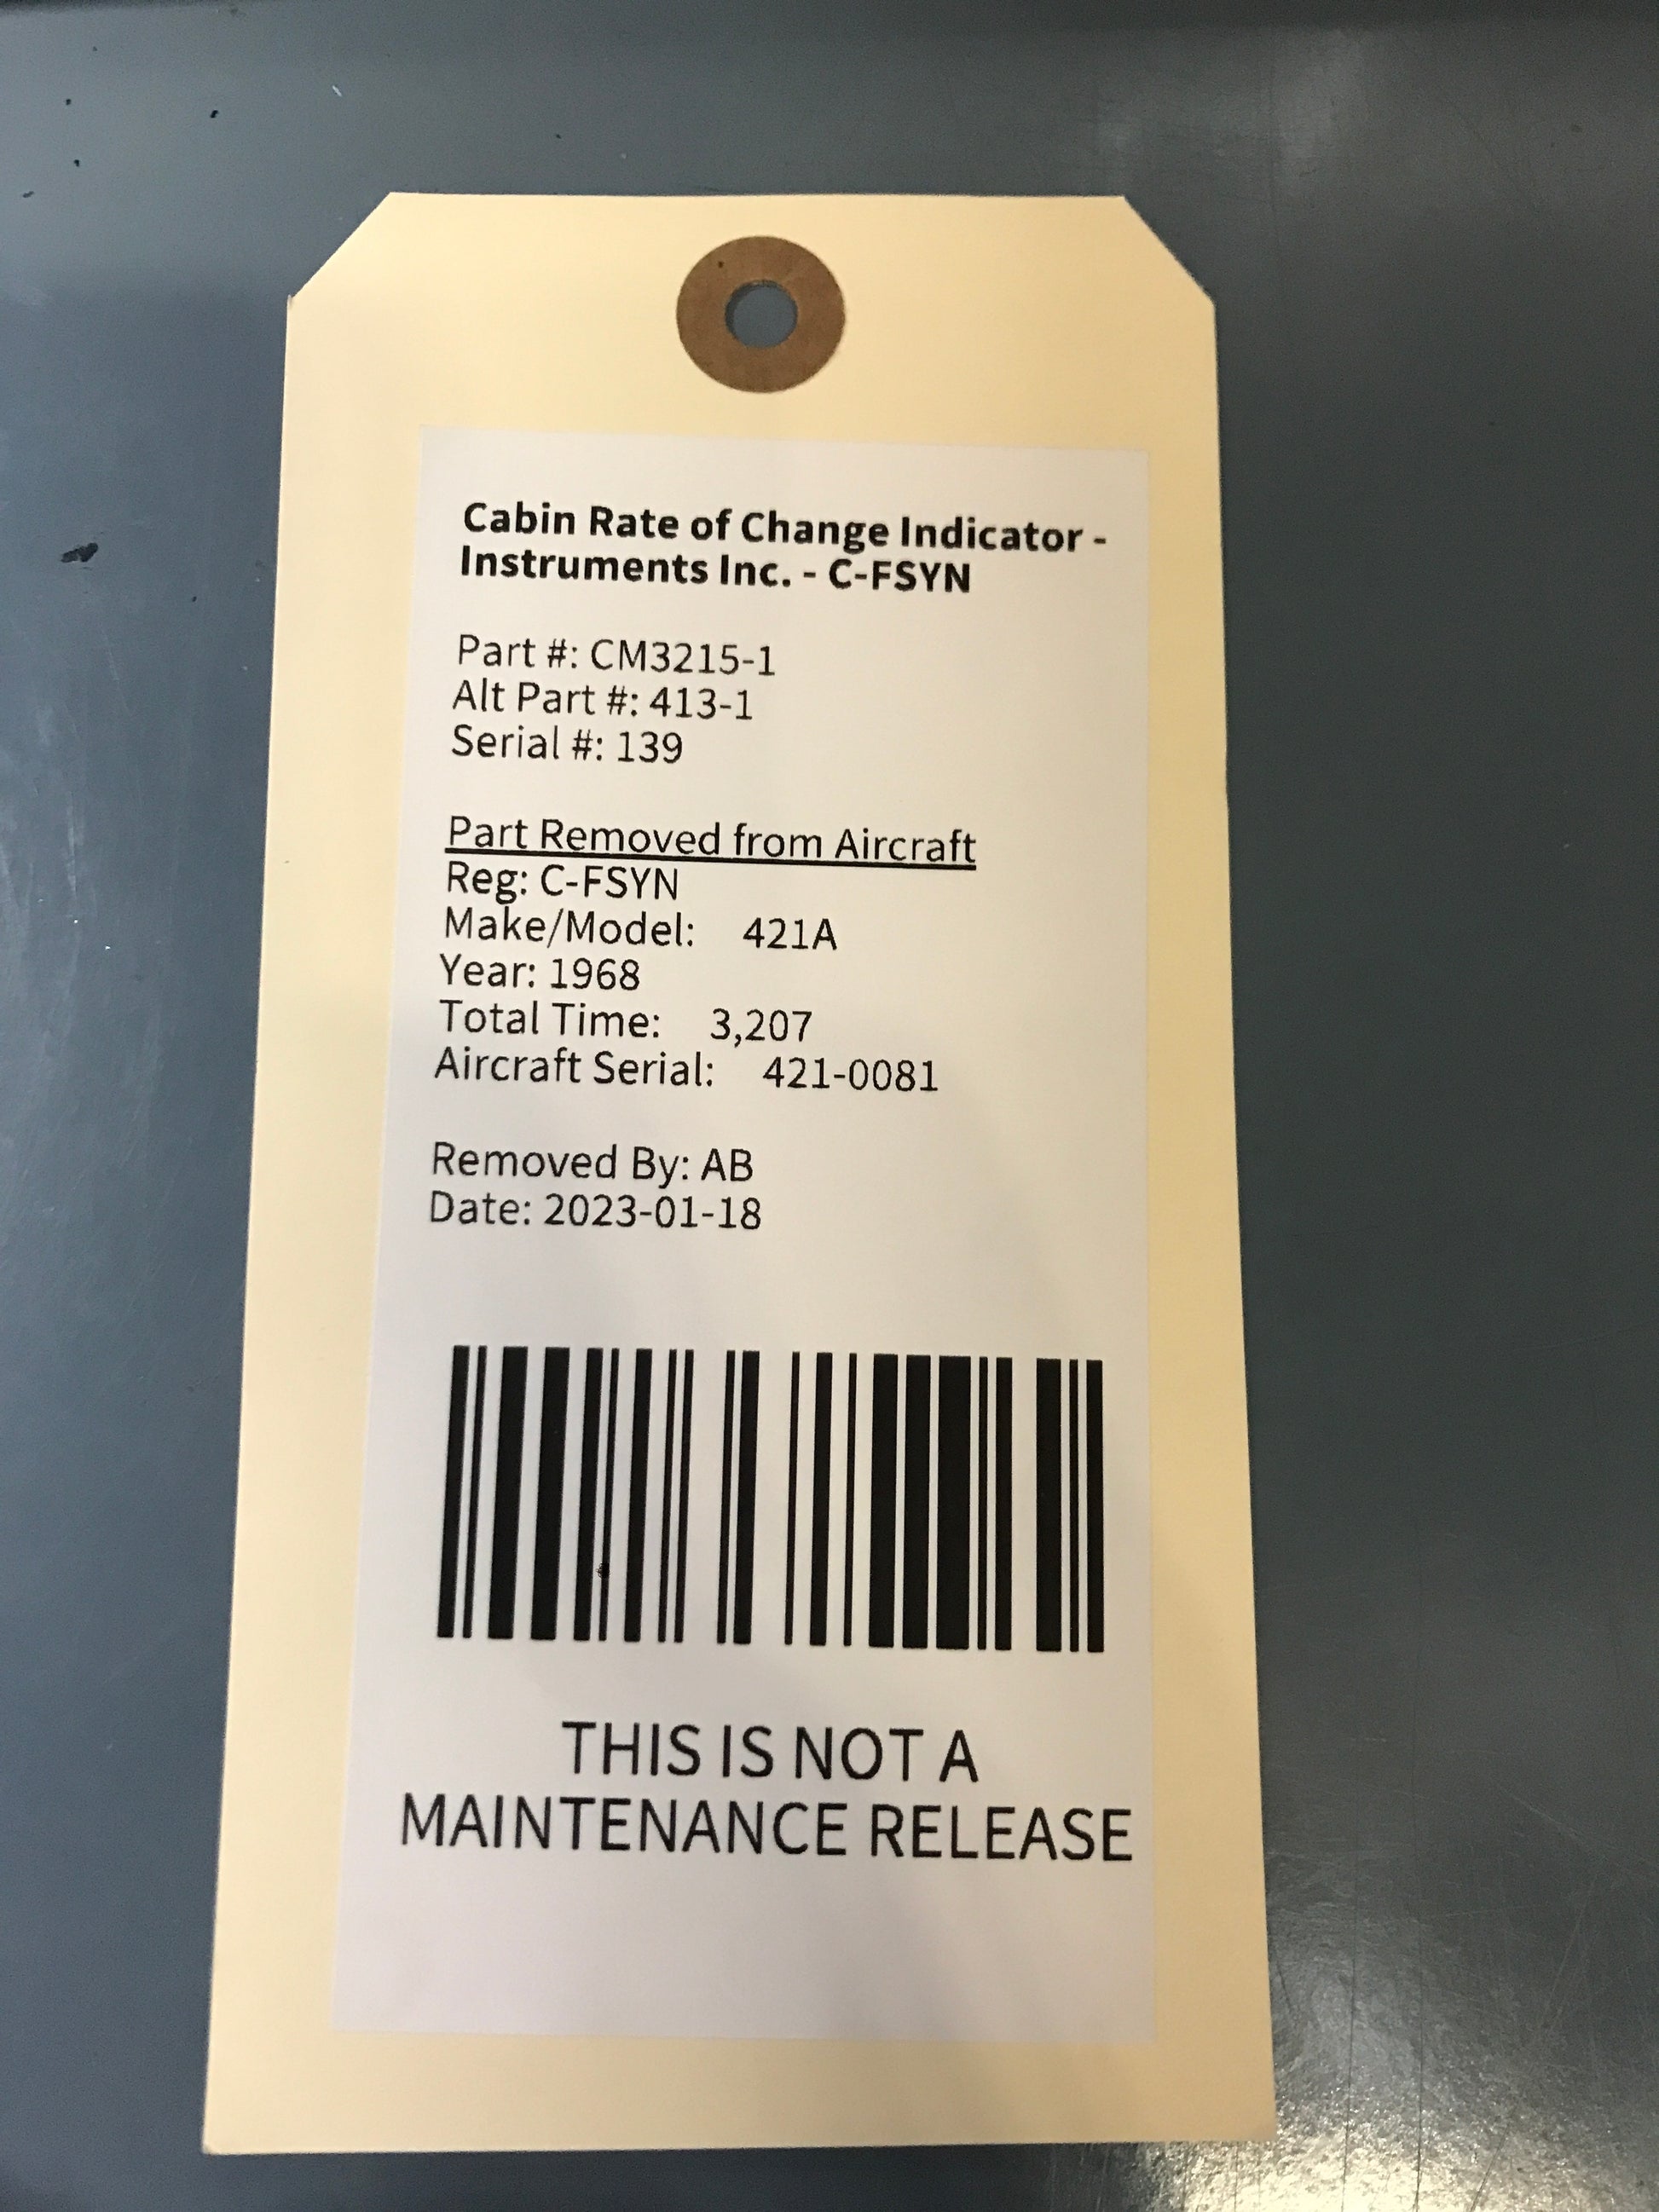 Cabin Rate of Change Indicator -
Instruments Inc. - C-FSYN
Part #: CM3215-1
Alt Part #: 413-1
Serial #: 139
Part Removed from Aircraft
Reg: C-FSYN
Make/Model: 421A
Year: 1968
Total Time: 3,207
Aircraft Serial: 421-0081
Removed By: AB
Date: 2023-01-18
THIS IS NOT A
MAINTENANCE RELEASE